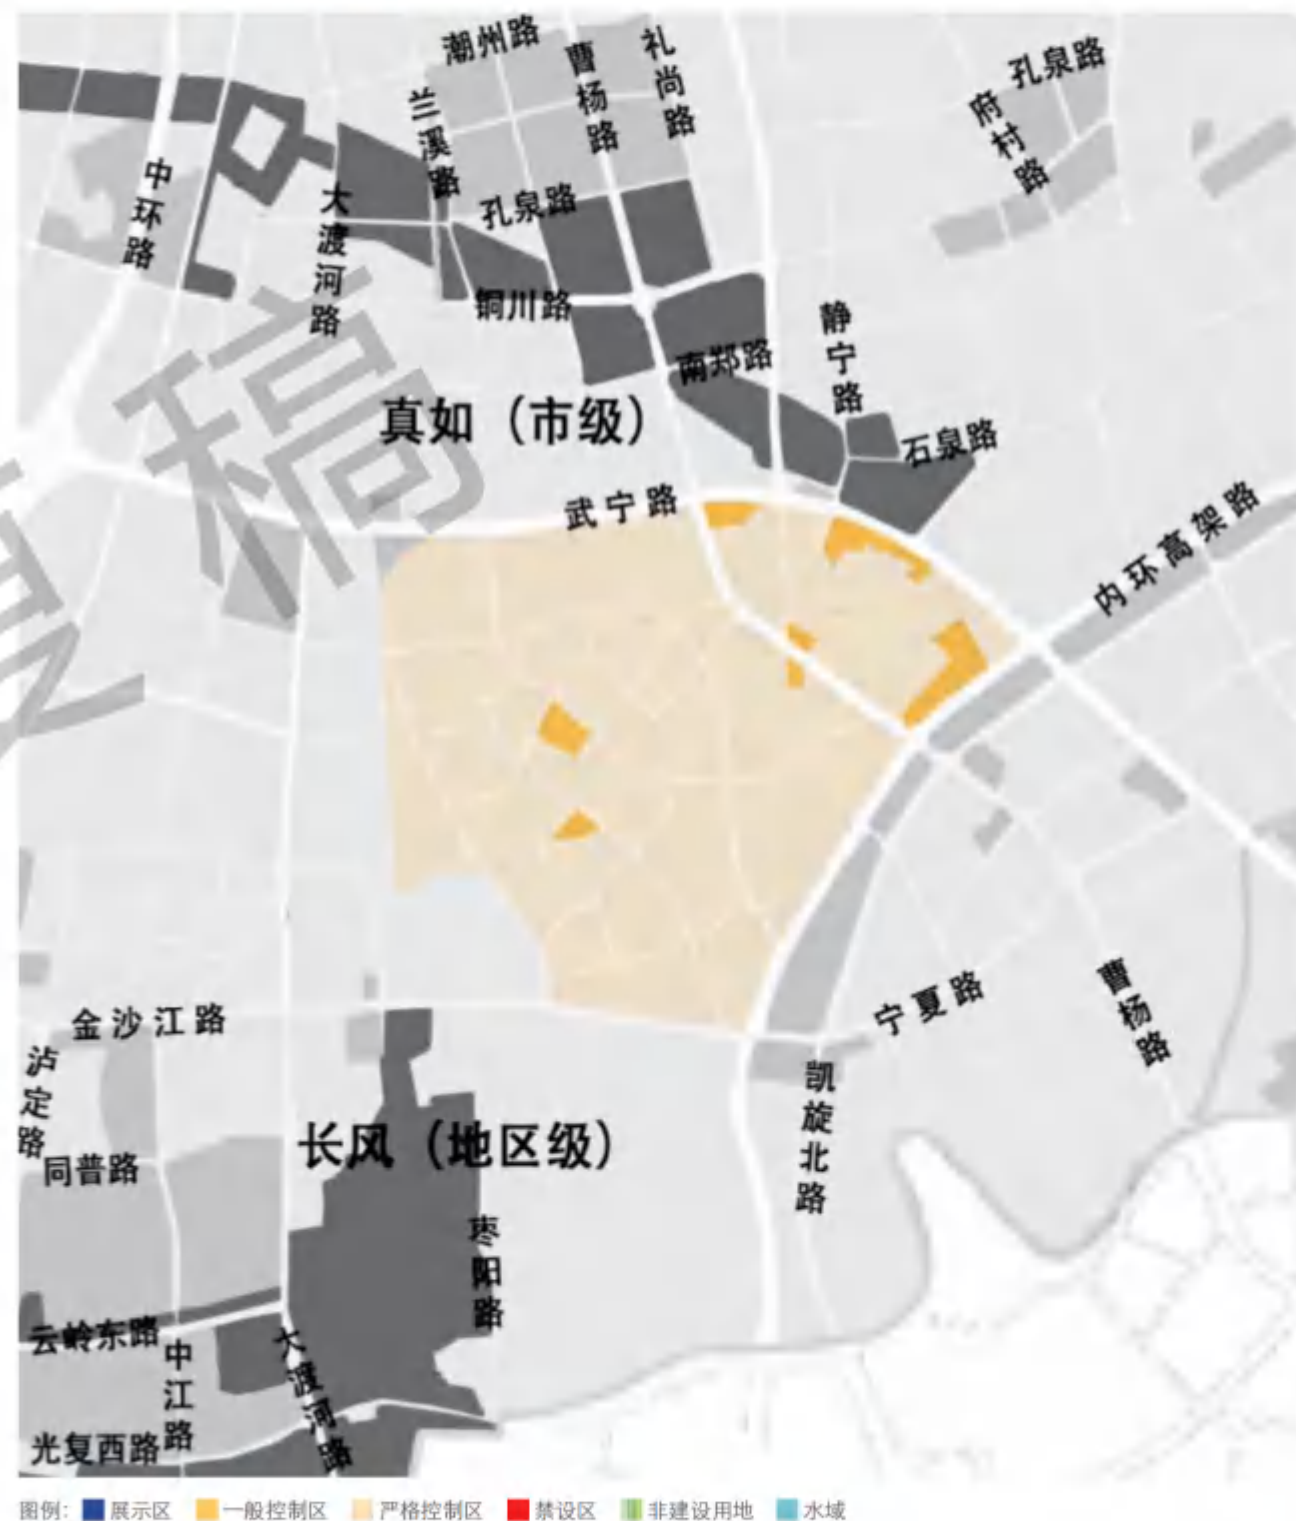 潮州路
曹杨路
礼尚路
孔泉路
府村路
兰溪路
中环路
大渡河路
孔泉路
铜川路
南郑路
静宁路
真如（市级）
石泉路
武宁路
内环高架路
稿
金沙江路
宁夏路
曹杨路
泸定路
同普路
长风（地区级）
凯旋北路
枣阳路
云岭东路
中江路
大渡河路
光复西路
图例： 展示区 一般控制区 严格控制区 禁设区 非建设用地 水域